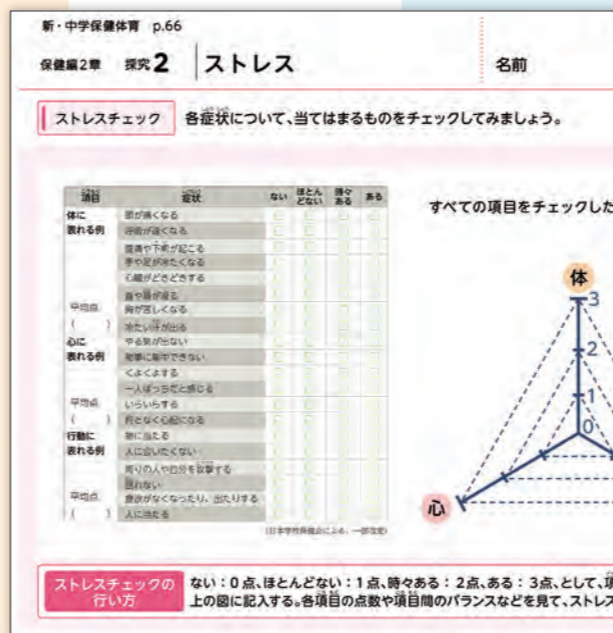 新・中学保健体育 p.66
保健編2章 探究2 ストレス 名前
ストレスチェック 各症状について、当てはまるものをチェックしてみましょう。
項目 症状 ない ほとんどない 時々ある ある
体に表れる例 頭が痛くなる
呼吸が速くなる
腹痛や下痢が起こる
手や足が冷たくなる
心臓がどきどきする
首や肩が凝る
平均点 胸が苦しくなる
( ) 冷たい汗が出る
心に表れる例 やる気が出ない
物事に集中できない
くよくよする
一人ぼっちだと感じる
平均点 いらいらする
( ) 何となく心配になる
行動に表れる例 物に当たる
人に会いたくない
周りの人や自分を攻撃する
眠れない
平均点 食欲がなくなったり、出たりする
( ) 人に当たる
(日本学校保健会による、一部改変)
すべての項目をチェックした
体
3
2
1
0
心
ストレスチェックの行い方
ない：0点、ほとんどない：1点、時々ある：2点、ある：3点、として、項
上の図に記入する。各項目の点数や項目間のバランスなどを見て、ストレス